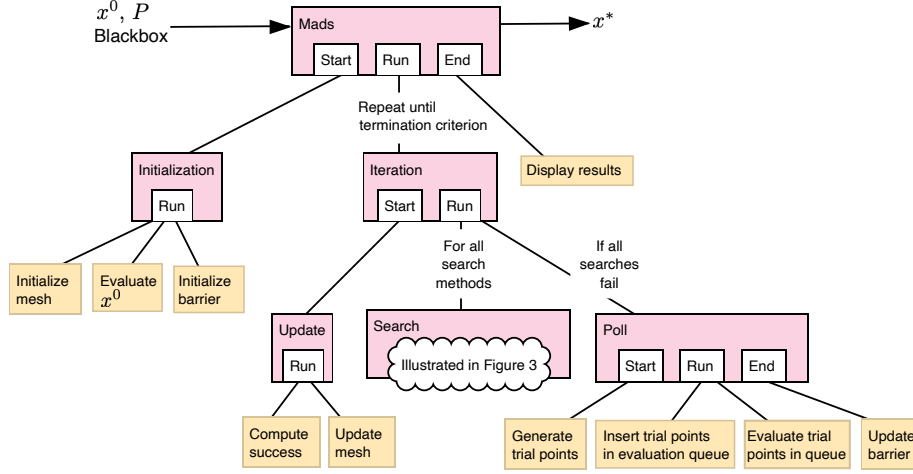 x⁰, P
Blackbox
Mads
x*
Start
Run
End
Repeat until
termination criterion
Initialization
Run
Iteration
Start
Run
Display results
Initialize
mesh
Evaluate
x⁰
Initialize
barrier
For all
search
methods
If all
searches
fail
Update
Run
Search
Illustrated in Figure 3
Poll
Start
Run
End
Compute
success
Update
mesh
Generate
trial points
Insert trial points
in evaluation queue
Evaluate trial
points in queue
Update
barrier